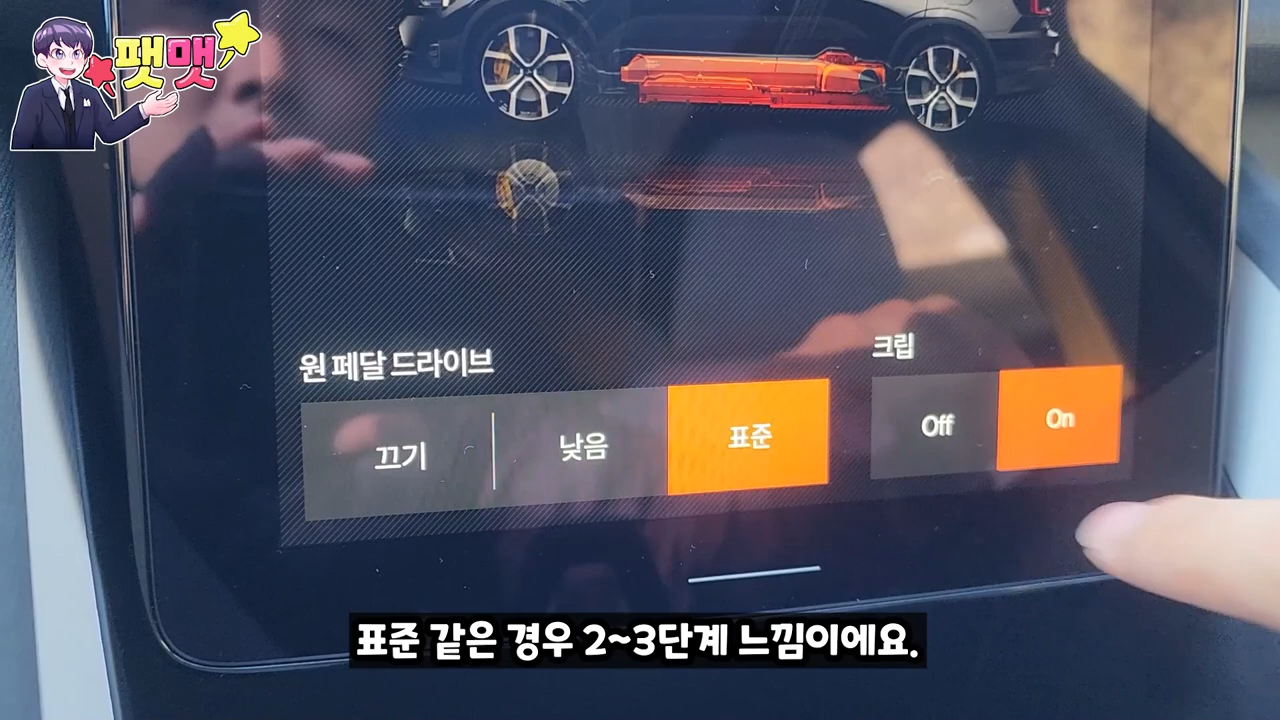 팻맷
원 페달 드라이브
끄기
낮음
표준
크립
Off
On
표준 같은 경우 2~3단계 느낌이에요.